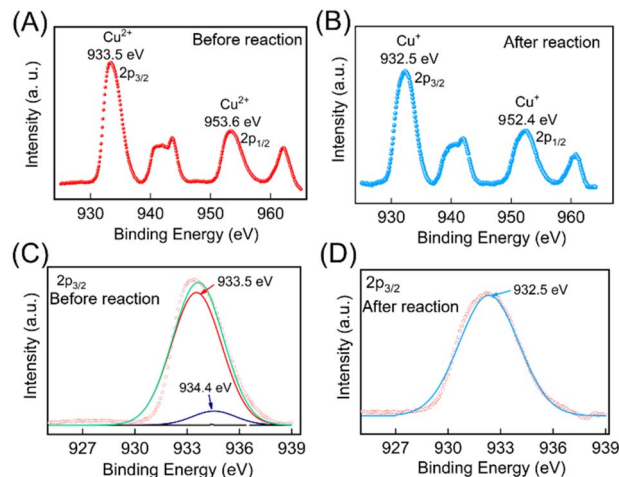 (A)
Cu2+
933.5 eV
2p3/2
Before reaction
Cu2+
953.6 eV
2p1/2
Intensity (a. u.)
930 940 950 960
Binding Energy (eV)
(B)
Cu+
932.5 eV
2p3/2
After reaction
Cu+
952.4 eV
2p1/2
Intensity (a. u.)
930 940 950 960
Binding Energy (eV)
(C)
2p3/2
Before reaction
933.5 eV
934.4 eV
Intensity (a.u.)
927 930 933 936 939
Binding Energy (eV)
(D)
2p3/2
After reaction
932.5 eV
Intensity (a.u.)
927 930 933 936 939
Binding Energy (eV)